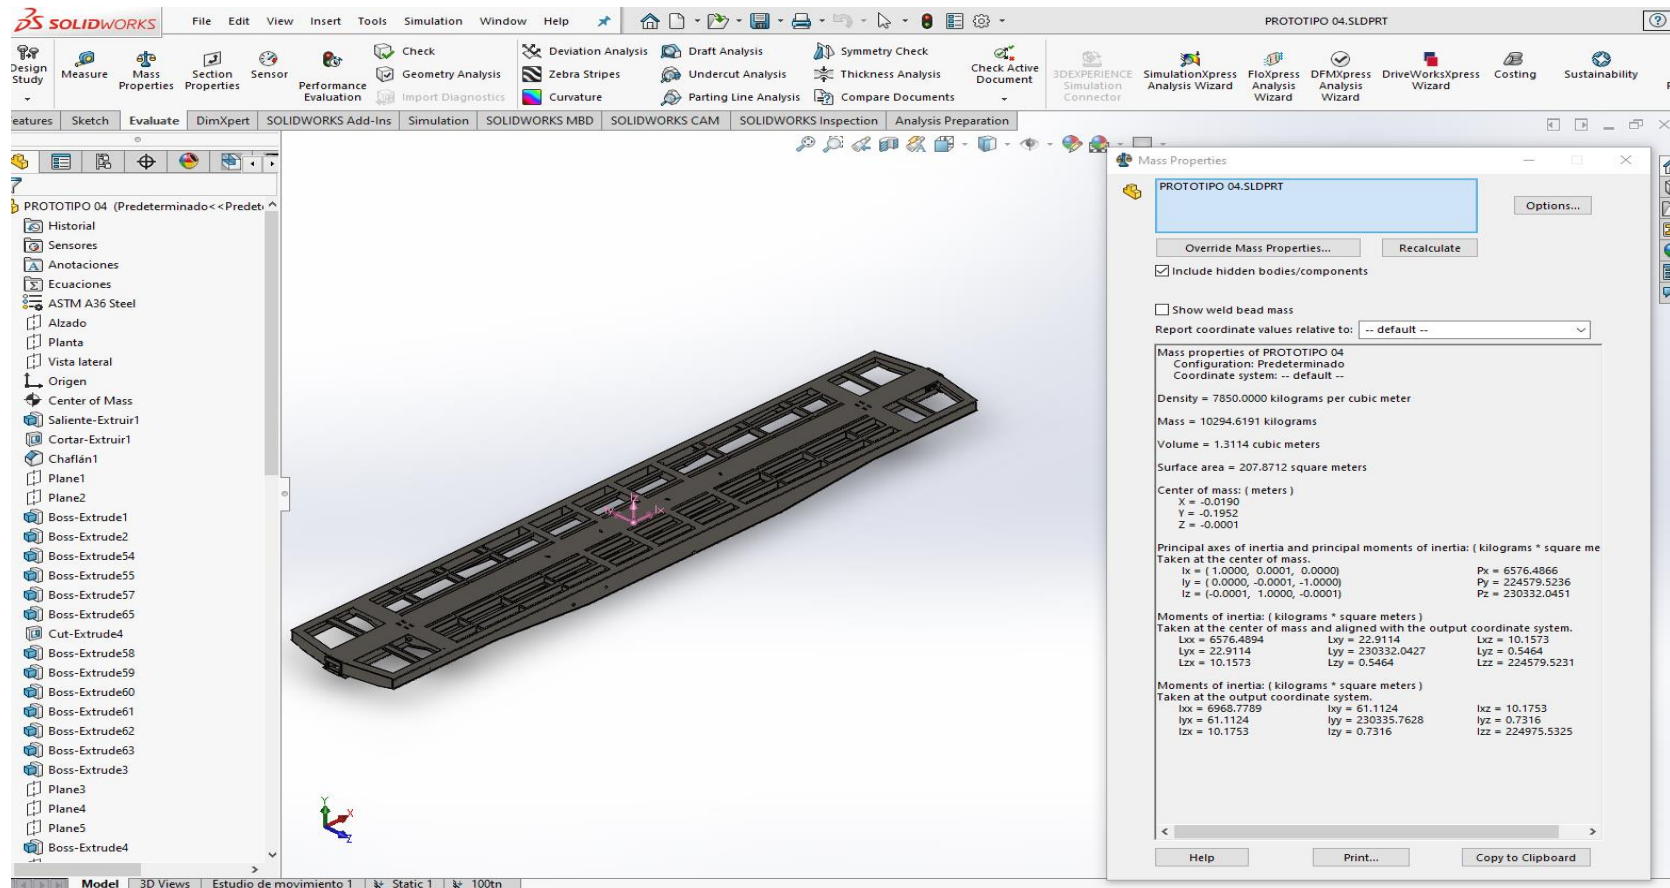 SOLIDWORKS File Edit View Insert Tools Simulation Window Help PROTOTIPO 04.SLDPRT
Design Study
Measure
Mass Properties
Section Properties
Sensor
Performance Evaluation
Check
Geometry Analysis
Import Diagnostics
Deviation Analysis
Zebra Stripes
Curvature
Draft Analysis
Undercut Analysis
Parting Line Analysis
Symmetry Check
Thickness Analysis
Compare Documents
Check Active Document
3DEXPERIENCE Simulation Connector
SimulationXpress Analysis Wizard
FloXpress Analysis Wizard
DFMXpress Analysis Wizard
DriveWorksXpress Wizard
Costing
Sustainability
eatures Sketch Evaluate DimXpert SOLIDWORKS Add-Ins Simulation SOLIDWORKS MBD SOLIDWORKS CAM SOLIDWORKS Inspection Analysis Preparation
PROTOTIPO 04 (Predeterminado<<Predet
Historial
Sensores
Anotaciones
Ecuaciones
ASTM A36 Steel
Alzado
Planta
Vista lateral
Origen
Center of Mass
Saliente-Extruir1
Cortar-Extruir1
Chaflán1
Plane1
Plane2
Boss-Extrude1
Boss-Extrude2
Boss-Extrude54
Boss-Extrude55
Boss-Extrude57
Boss-Extrude65
Cut-Extrude4
Boss-Extrude58
Boss-Extrude59
Boss-Extrude60
Boss-Extrude61
Boss-Extrude62
Boss-Extrude63
Boss-Extrude3
Plane3
Plane4
Plane5
Boss-Extrude4
Y X Z
Model 3D Views Estudio de movimiento 1 Static 1 100tn
Mass Properties
PROTOTIPO 04.SLDPRT
Options...
Override Mass Properties... Recalculate
Include hidden bodies/components
Show weld bead mass
Report coordinate values relative to: -- default --
Mass properties of PROTOTIPO 04
Configuration: Predeterminado
Coordinate system: -- default --
Density = 7850.0000 kilograms per cubic meter
Mass = 10294.6191 kilograms
Volume = 1.3114 cubic meters
Surface area = 207.8712 square meters
Center of mass: ( meters )
X = -0.0190
Y = -0.1952
Z = -0.0001
Principal axes of inertia and principal moments of inertia: ( kilograms * square me
Taken at the center of mass.
Ix = ( 1.0000, 0.0001, 0.0000) Px = 6576.4866
Iy = ( 0.0000, -0.0001, -1.0000) Py = 224579.5236
Iz = (-0.0001, 1.0000, -0.0001) Pz = 230332.0451
Moments of inertia: ( kilograms * square meters )
Taken at the center of mass and aligned with the output coordinate system.
Lxx = 6576.4894 Lxy = 22.9114 Lxz = 10.1573
Lyx = 22.9114 Lyy = 230332.0427 Lyz = 0.5464
Lzx = 10.1573 Lzy = 0.5464 Lzz = 224579.5231
Moments of inertia: ( kilograms * square meters )
Taken at the output coordinate system.
Ixx = 6968.7789 Ixy = 61.1124 Ixz = 10.1753
Iyx = 61.1124 Iyy = 230335.7628 Iyz = 0.7316
Izx = 10.1753 Izy = 0.7316 Izz = 224975.5325
Help Print... Copy to Clipboard